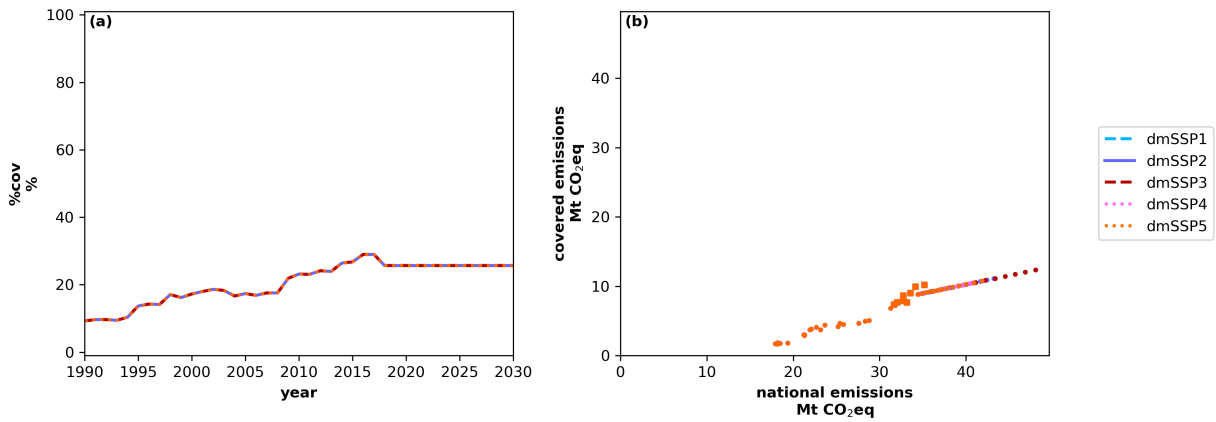 (a)
100
80
60
40
20
0
%cov
%
1990 1995 2000 2005 2010 2015 2020 2025 2030
year
(b)
40
30
20
10
0
covered emissions
Mt CO₂eq
0 10 20 30 40
national emissions
Mt CO₂eq
dmSSP1
dmSSP2
dmSSP3
dmSSP4
dmSSP5